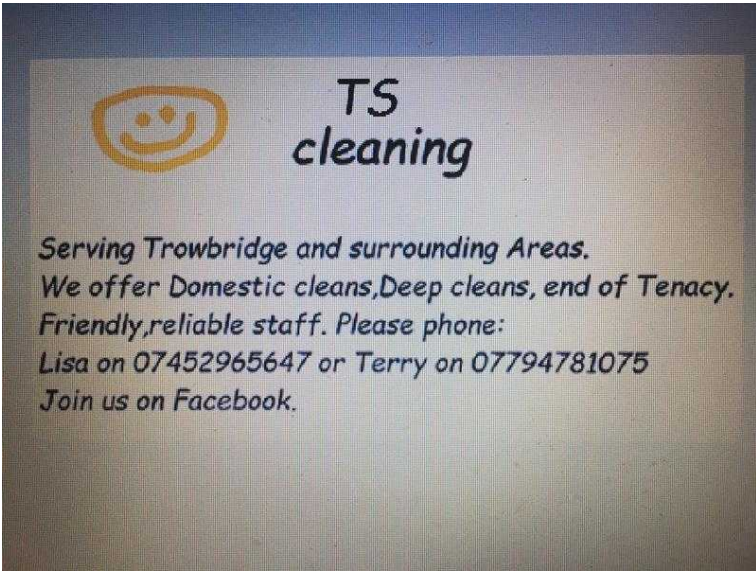 TS
cleaning
Serving Trowbridge and surrounding Areas.
We offer Domestic cleans,Deep cleans, end of Tenacy.
Friendly,reliable staff. Please phone:
Lisa on 07452965647 or Terry on 07794781075
Join us on Facebook.